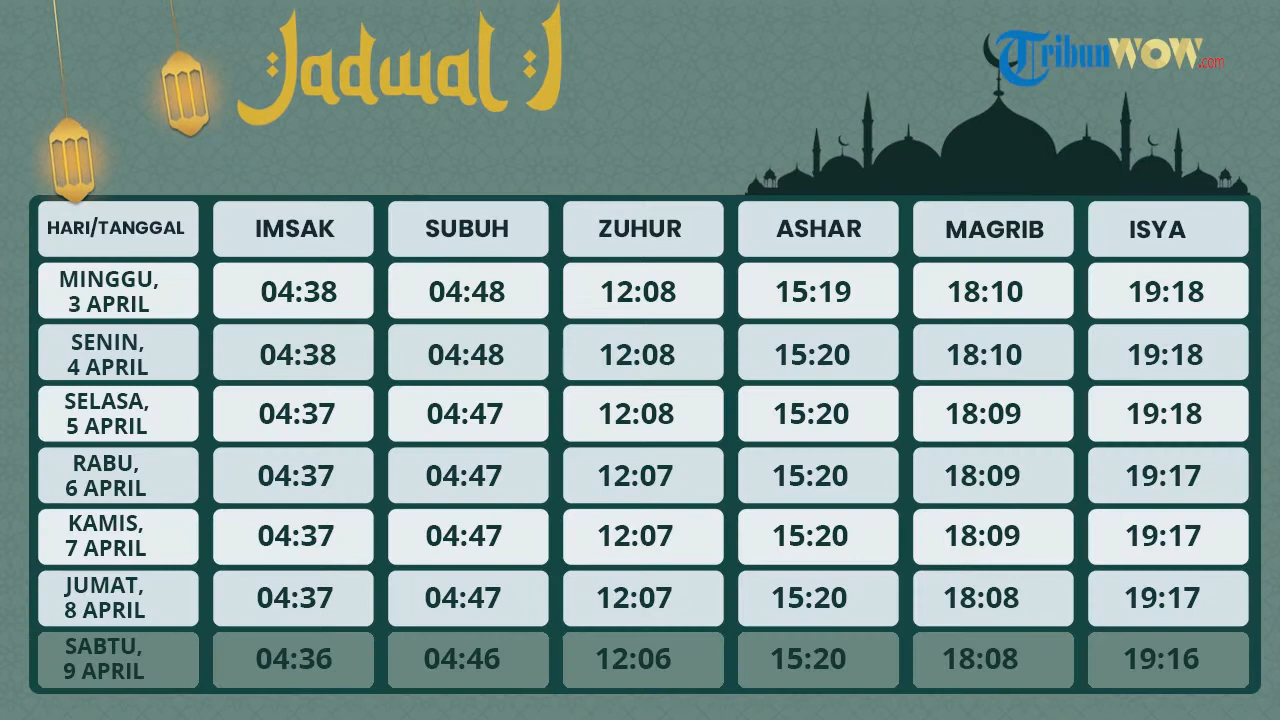 Jadwal
TribunWOW.com
HARI/TANGGAL IMSAK SUBUH ZUHUR ASHAR MAGRIB ISYA
MINGGU,
3 APRIL 04:38 04:48 12:08 15:19 18:10 19:18
SENIN,
4 APRIL 04:38 04:48 12:08 15:20 18:10 19:18
SELASA,
5 APRIL 04:37 04:47 12:08 15:20 18:09 19:18
RABU,
6 APRIL 04:37 04:47 12:07 15:20 18:09 19:17
KAMIS,
7 APRIL 04:37 04:47 12:07 15:20 18:09 19:17
JUMAT,
8 APRIL 04:37 04:47 12:07 15:20 18:08 19:17
SABTU,
9 APRIL 04:36 04:46 12:06 15:20 18:08 19:16